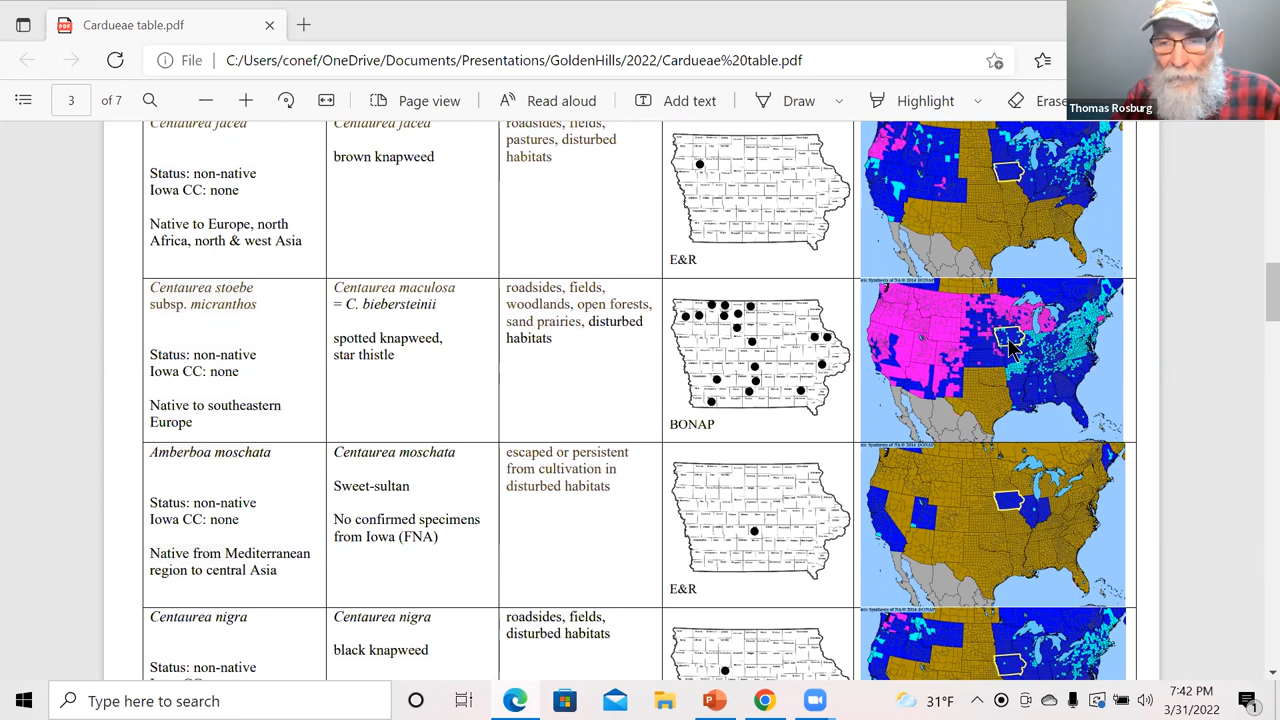 Cardueae table.pdf
File
C:/Users/conef/OneDrive/Documents/Presentations/GoldenHills/2022/Cardueae%20table.pdf
3 of 7
Page view
Read aloud
Add text
Draw
Highlight
Erase
Thomas Rosburg
Status: non-native
Iowa CC: none
Native to Europe, north
Africa, north & west Asia
brown knapweed
roadsides, fields,
pastures, disturbed
habitats
E&R
Centaurea stoebe
subsp. micranthos
Status: non-native
Iowa CC: none
Native to southeastern
Europe
Centaurea maculosa
= C. biebersteinii
spotted knapweed,
star thistle
roadsides, fields,
woodlands, open forests,
sand prairies, disturbed
habitats
BONAP
Amberboa moschata
Status: non-native
Iowa CC: none
Native from Mediterranean
region to central Asia
Centaurea moschata
Sweet-sultan
No confirmed specimens
from Iowa (FNA)
escaped or persistent
from cultivation in
disturbed habitats
E&R
Centaurea nigra
Status: non-native
Centaurea nigra
black knapweed
roadsides, fields,
disturbed habitats
Type here to search
31°F
7:42 PM
3/31/2022
1